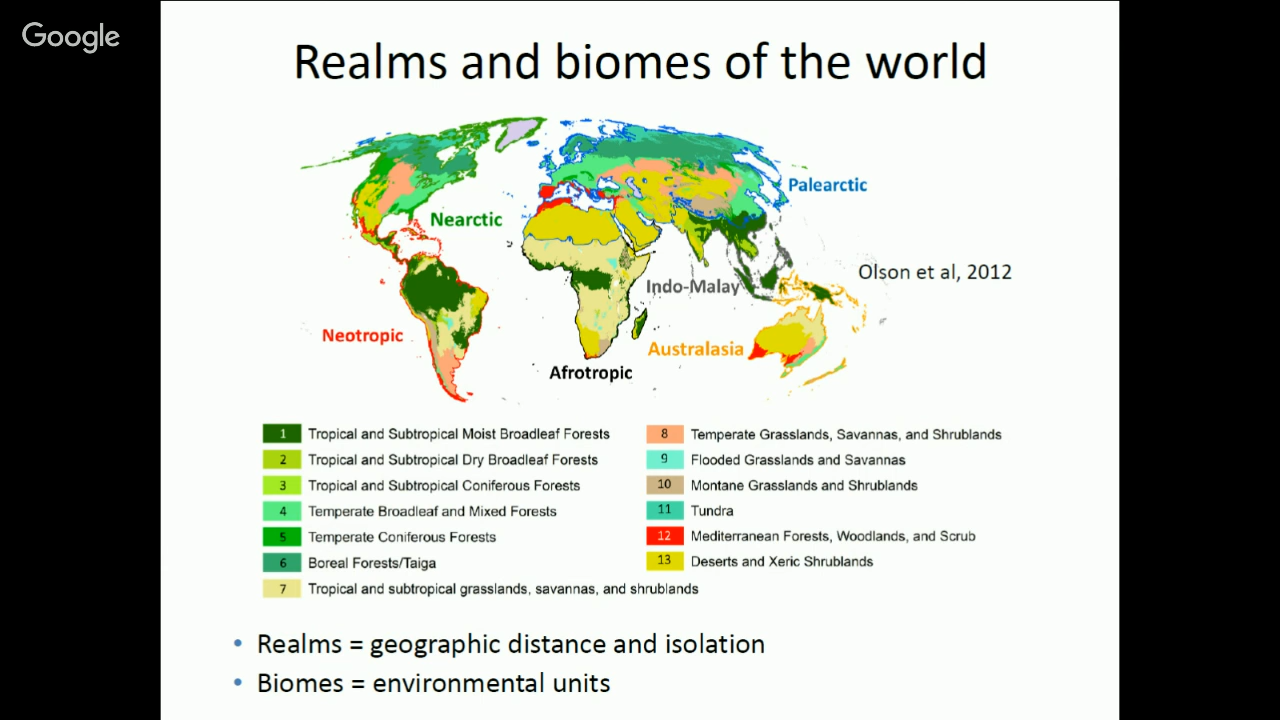 Google
Realms and biomes of the world
Palearctic
Nearctic
Olson et al, 2012
Indo-Malay
Neotropic
Australasia
Afrotropic
1 Tropical and Subtropical Moist Broadleaf Forests
2 Tropical and Subtropical Dry Broadleaf Forests
3 Tropical and Subtropical Coniferous Forests
4 Temperate Broadleaf and Mixed Forests
5 Temperate Coniferous Forests
6 Boreal Forests/Taiga
7 Tropical and subtropical grasslands, savannas, and shrublands
8 Temperate Grasslands, Savannas, and Shrublands
9 Flooded Grasslands and Savannas
10 Montane Grasslands and Shrublands
11 Tundra
12 Mediterranean Forests, Woodlands, and Scrub
13 Deserts and Xeric Shrublands
• Realms = geographic distance and isolation
• Biomes = environmental units